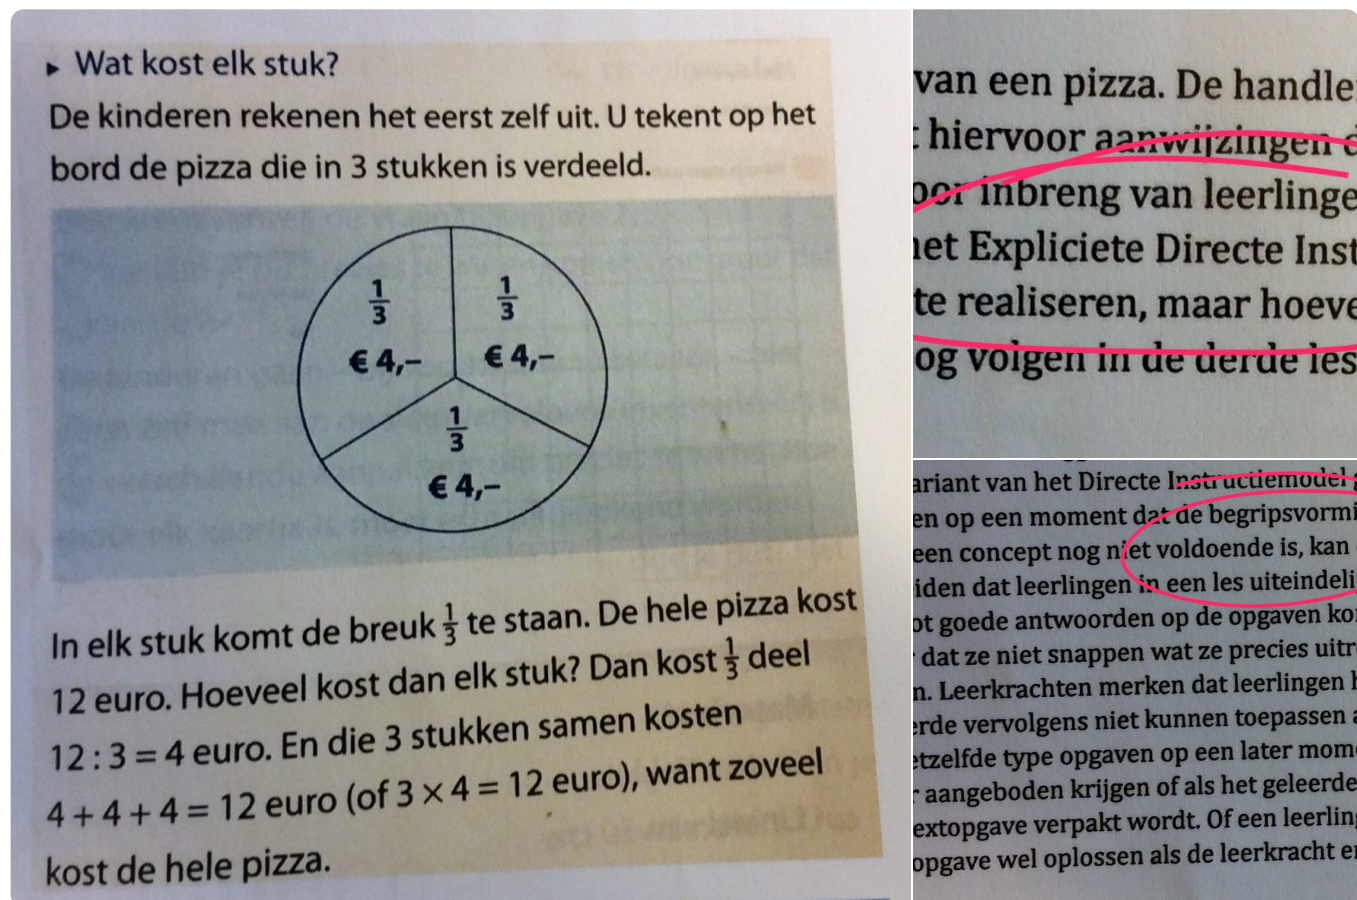 ▸ Wat kost elk stuk?
De kinderen rekenen het eerst zelf uit. U tekent op het
bord de pizza die in 3 stukken is verdeeld.
1/3 1/3
€ 4,– € 4,–
1/3
€ 4,–
In elk stuk komt de breuk 1/3 te staan. De hele pizza kost
12 euro. Hoeveel kost dan elk stuk? Dan kost 1/3 deel
12 : 3 = 4 euro. En die 3 stukken samen kosten
4 + 4 + 4 = 12 euro (of 3 × 4 = 12 euro), want zoveel
kost de hele pizza.
van een pizza. De handle
t hiervoor aanwijzingen d
oor inbreng van leerlinge
et Expliciete Directe Inst
te realiseren, maar hoeve
og volgen in de derde les
ariant van het Directe Instructiemodel
en op een moment dat de begripsvormi
een concept nog niet voldoende is, kan
iden dat leerlingen in een les uiteindeli
ot goede antwoorden op de opgaven ko
dat ze niet snappen wat ze precies uitr
n. Leerkrachten merken dat leerlingen h
erde vervolgens niet kunnen toepassen a
etzelfde type opgaven op een later mom
r aangeboden krijgen of als het geleerde
extopgave verpakt wordt. Of een leerling
opgave wel oplossen als de leerkracht er